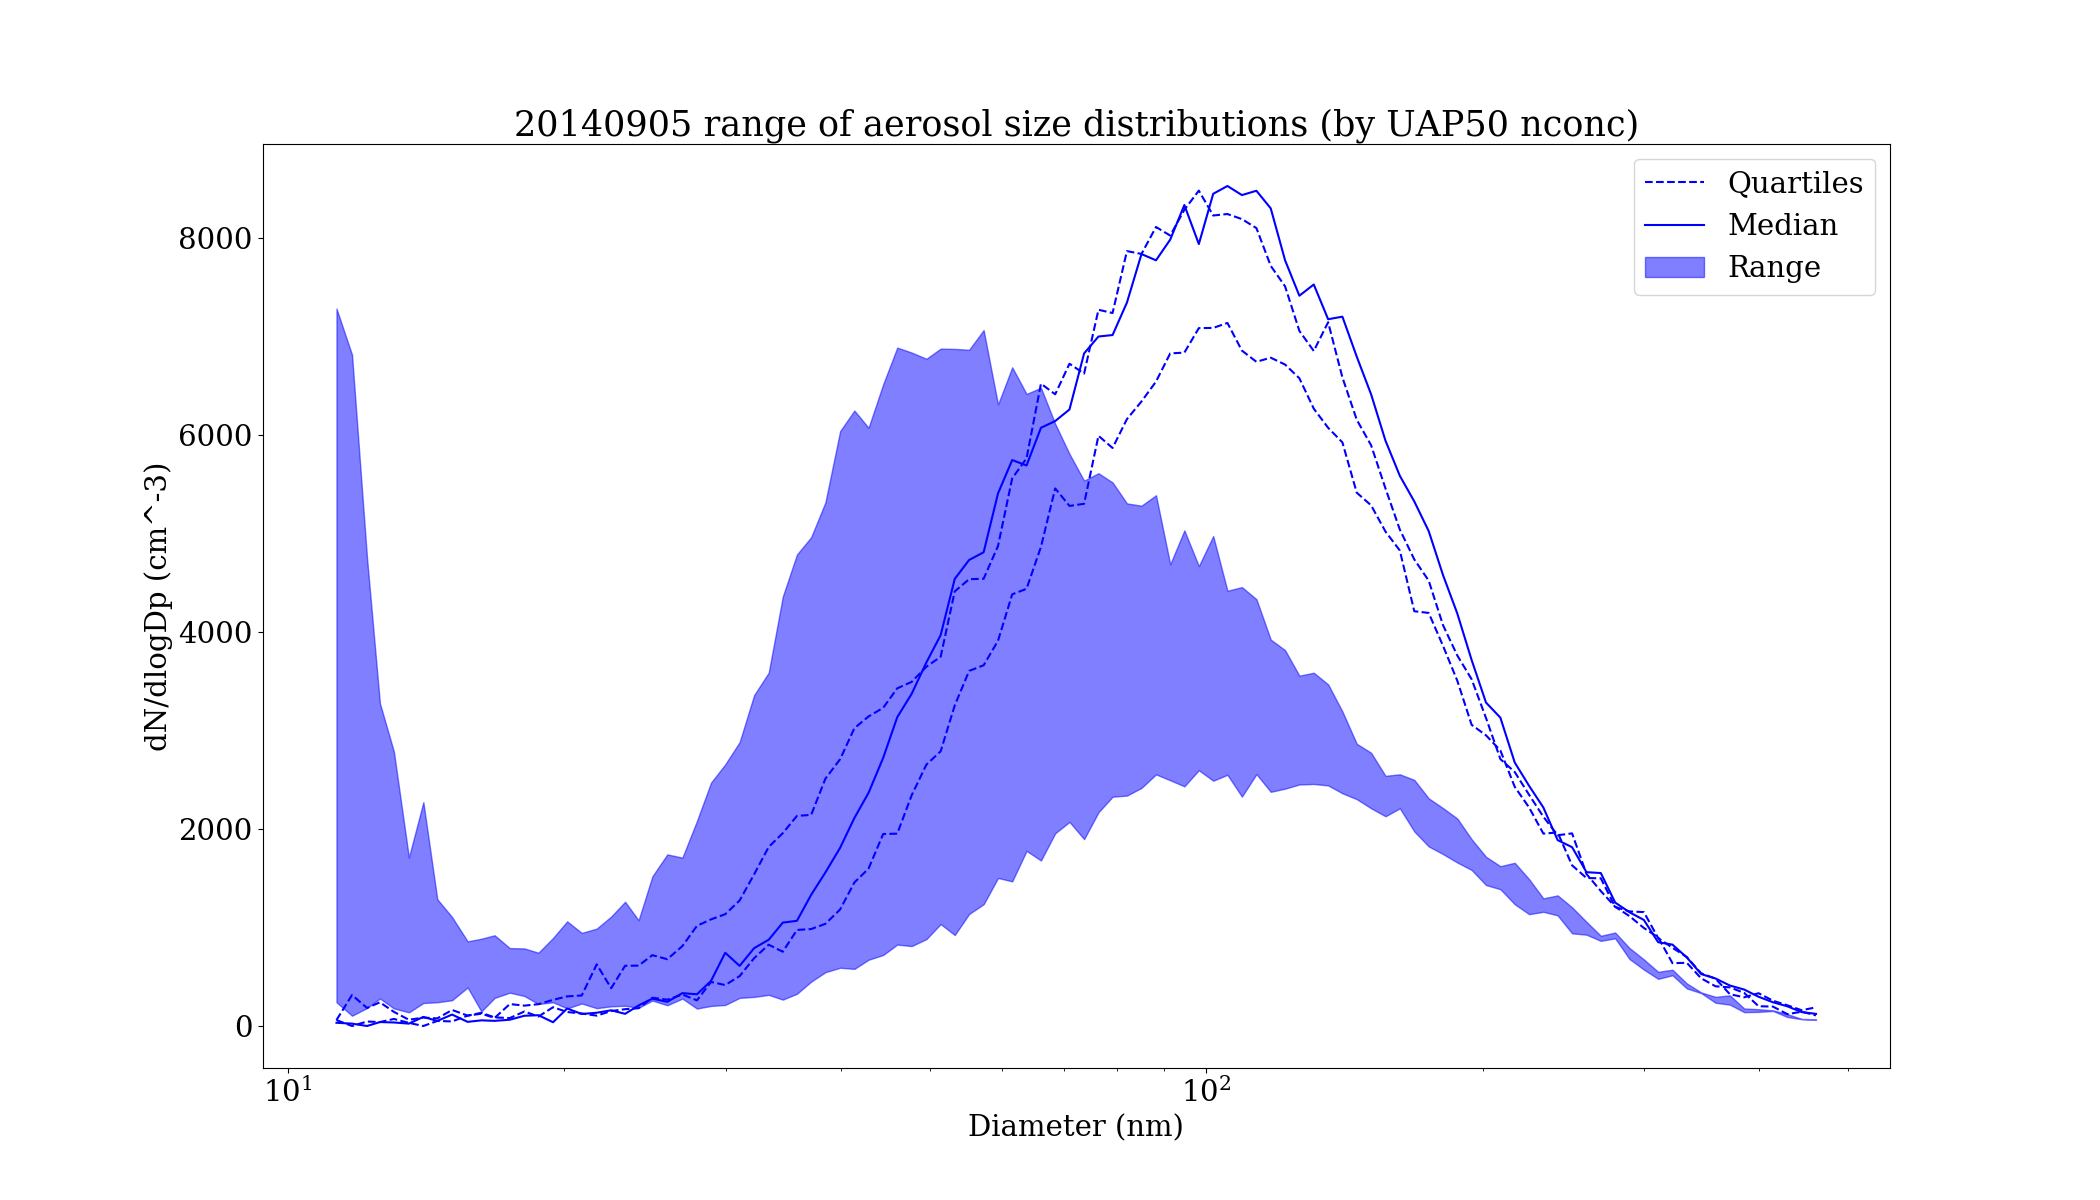 20140905 range of aerosol size distributions (by UAP50 nconc)
Quartiles
Median
Range
8000
6000
4000
2000
0
dN/dlogDp (cm^-3)
10¹
10²
Diameter (nm)